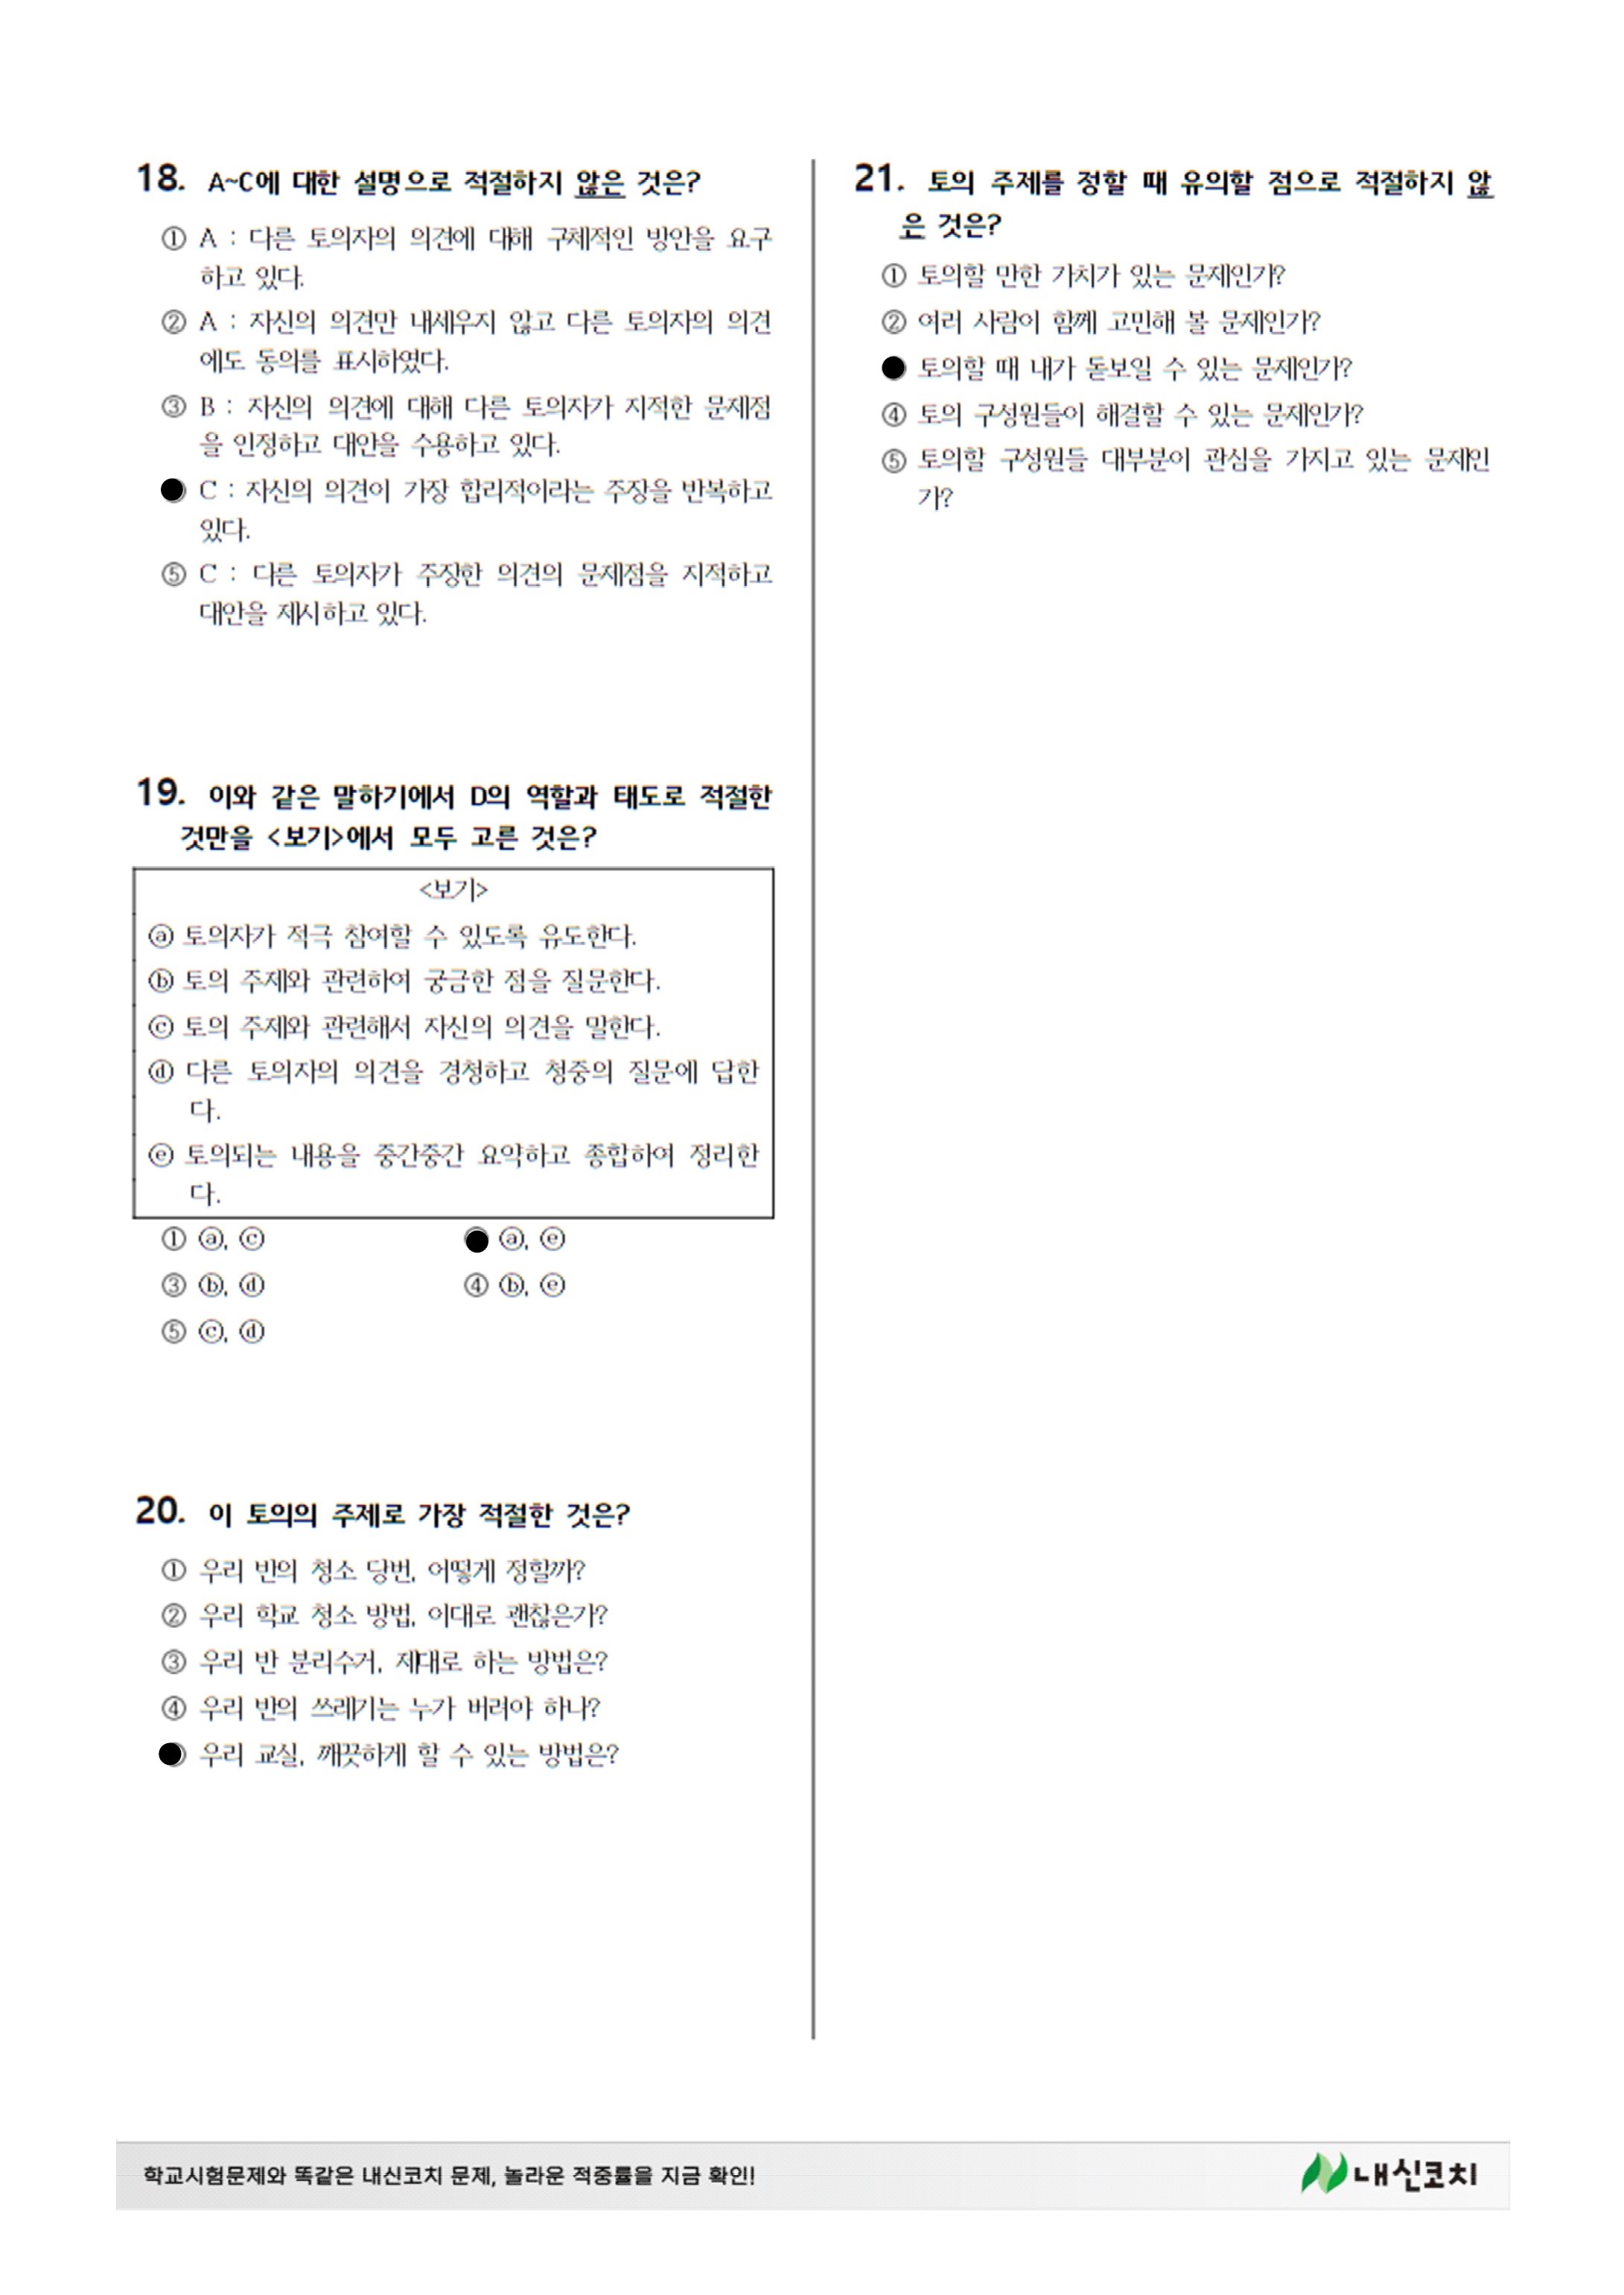 18. A~C에 대한 설명으로 적절하지 않은 것은?
① A : 다른 토의자의 의견에 대해 구체적인 방안을 요구
하고 있다.
② A : 자신의 의견만 내세우지 않고 다른 토의자의 의견
에도 동의를 표시하였다.
③ B : 자신의 의견에 대해 다른 토의자가 지적한 문제점
을 인정하고 대안을 수용하고 있다.
● C : 자신의 의견이 가장 합리적이라는 주장을 반복하고
있다.
⑤ C : 다른 토의자가 주장한 의견의 문제점을 지적하고
대안을 제시하고 있다.
19. 이와 같은 말하기에서 D의 역할과 태도로 적절한
것만을 <보기>에서 모두 고른 것은?
<보기>
ⓐ 토의자가 적극 참여할 수 있도록 유도한다.
ⓑ 토의 주제와 관련하여 궁금한 점을 질문한다.
ⓒ 토의 주제와 관련해서 자신의 의견을 말한다.
ⓓ 다른 토의자의 의견을 경청하고 청중의 질문에 답한
다.
ⓔ 토의되는 내용을 중간중간 요약하고 종합하여 정리한
다.
① ⓐ, ⓒ ● ⓐ, ⓔ
③ ⓑ, ⓓ ④ ⓑ, ⓔ
⑤ ⓒ, ⓓ
20. 이 토의의 주제로 가장 적절한 것은?
① 우리 반의 청소 당번, 어떻게 정할까?
② 우리 학교 청소 방법, 이대로 괜찮은가?
③ 우리 반 분리수거, 제대로 하는 방법은?
④ 우리 반의 쓰레기는 누가 버려야 하나?
● 우리 교실, 깨끗하게 할 수 있는 방법은?
21. 토의 주제를 정할 때 유의할 점으로 적절하지 않
은 것은?
① 토의할 만한 가치가 있는 문제인가?
② 여러 사람이 함께 고민해 볼 문제인가?
● 토의할 때 내가 돋보일 수 있는 문제인가?
④ 토의 구성원들이 해결할 수 있는 문제인가?
⑤ 토의할 구성원들 대부분이 관심을 가지고 있는 문제인
가?
학교시험문제와 똑같은 내신코치 문제, 놀라운 적중률을 지금 확인!
내신코치